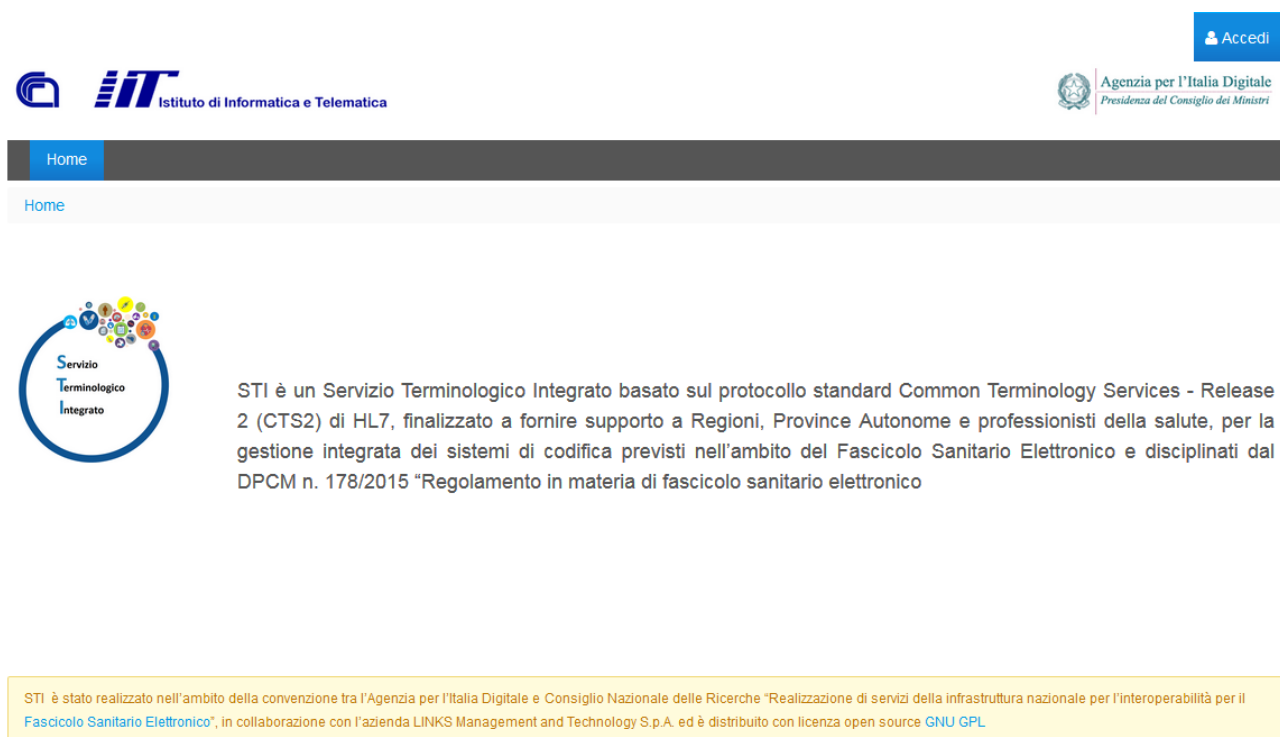 Accedi
iiT
Istituto di Informatica e Telematica
Agenzia per l'Italia Digitale
Presidenza del Consiglio dei Ministri
Home
Home
Servizio
Terminologico
Integrato
STI è un Servizio Terminologico Integrato basato sul protocollo standard Common Terminology Services - Release
2 (CTS2) di HL7, finalizzato a fornire supporto a Regioni, Province Autonome e professionisti della salute, per la
gestione integrata dei sistemi di codifica previsti nell'ambito del Fascicolo Sanitario Elettronico e disciplinati dal
DPCM n. 178/2015 “Regolamento in materia di fascicolo sanitario elettronico
STI è stato realizzato nell'ambito della convenzione tra l'Agenzia per l'Italia Digitale e Consiglio Nazionale delle Ricerche “Realizzazione di servizi della infrastruttura nazionale per l'interoperabilità per il
Fascicolo Sanitario Elettronico”, in collaborazione con l'azienda LINKS Management and Technology S.p.A. ed è distribuito con licenza open source GNU GPL